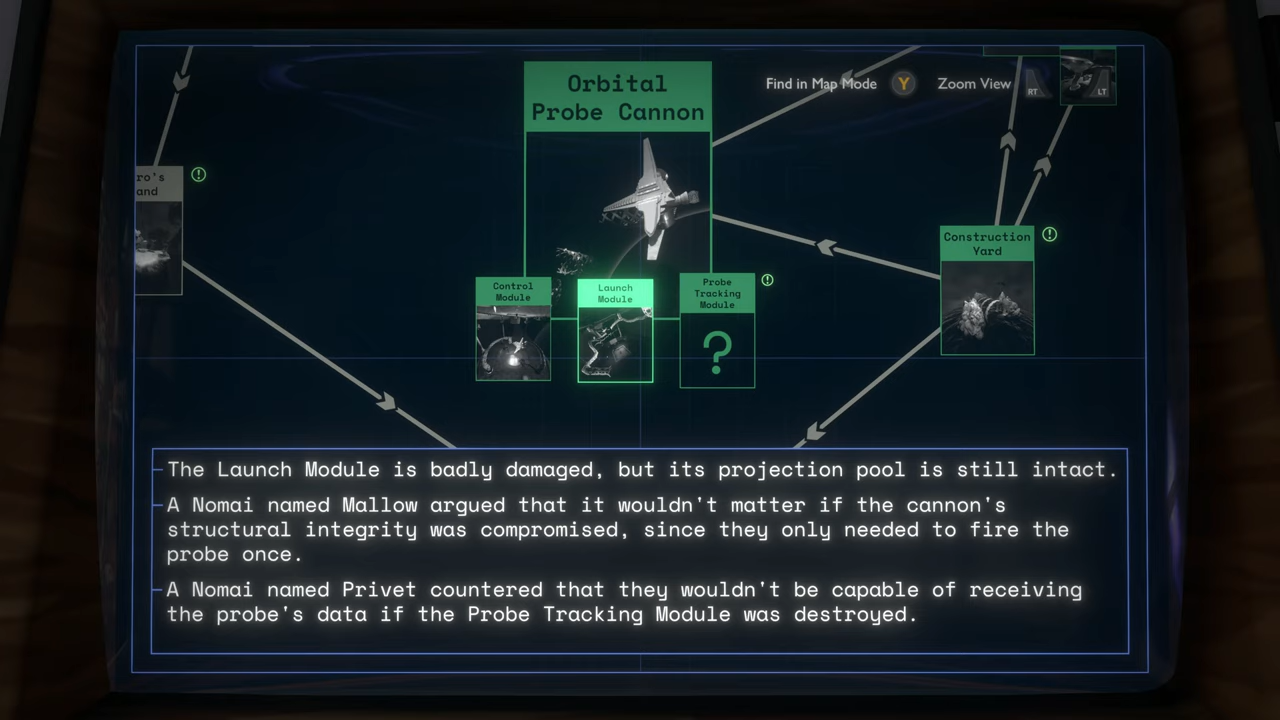 Orbital
Probe Cannon
Find in Map Mode Y Zoom View RT LT
ro's
and
Construction
Yard
Control
Module
Launch
Module
Probe
Tracking
Module
?
The Launch Module is badly damaged, but its projection pool is still intact.
A Nomai named Mallow argued that it wouldn't matter if the cannon's
structural integrity was compromised, since they only needed to fire the
probe once.
A Nomai named Privet countered that they wouldn't be capable of receiving
the probe's data if the Probe Tracking Module was destroyed.